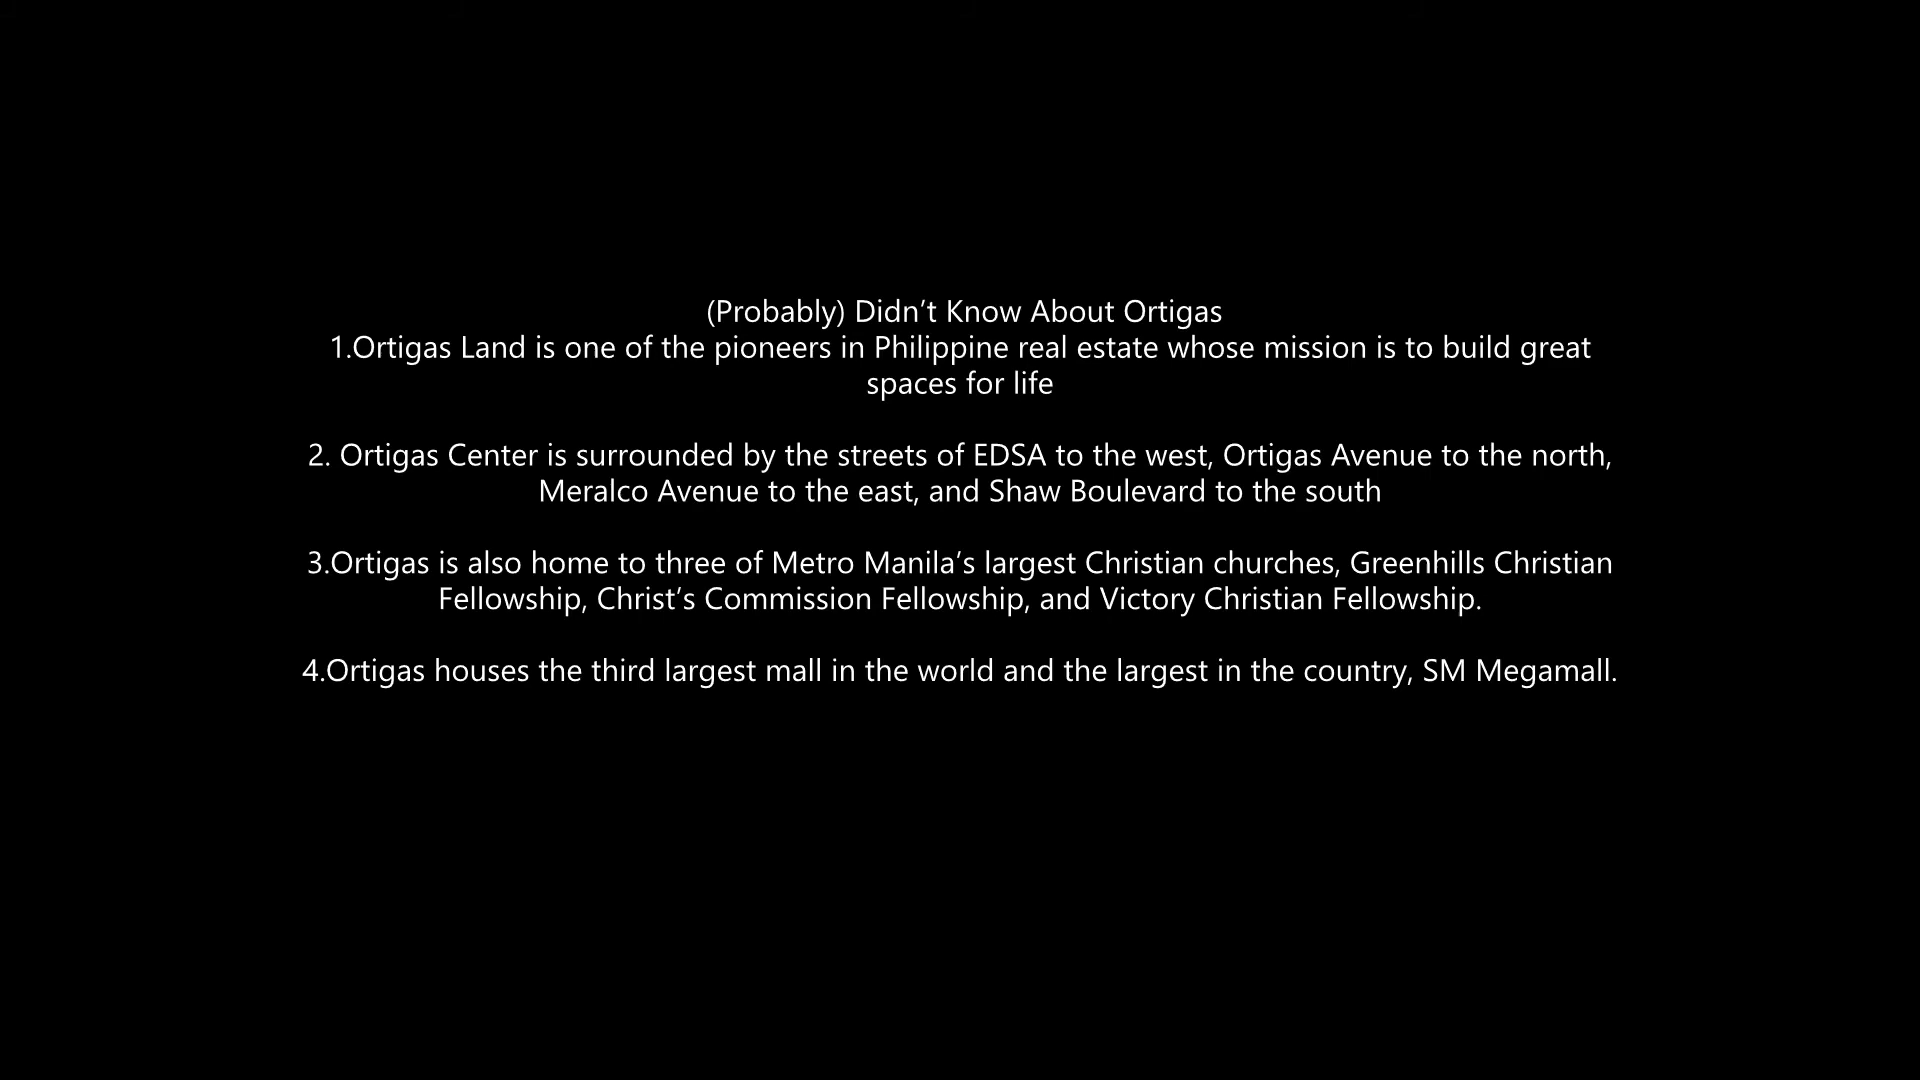 (Probably) Didn’t Know About Ortigas
1.Ortigas Land is one of the pioneers in Philippine real estate whose mission is to build great
spaces for life
2. Ortigas Center is surrounded by the streets of EDSA to the west, Ortigas Avenue to the north,
Meralco Avenue to the east, and Shaw Boulevard to the south
3.Ortigas is also home to three of Metro Manila’s largest Christian churches, Greenhills Christian
Fellowship, Christ’s Commission Fellowship, and Victory Christian Fellowship.
4.Ortigas houses the third largest mall in the world and the largest in the country, SM Megamall.